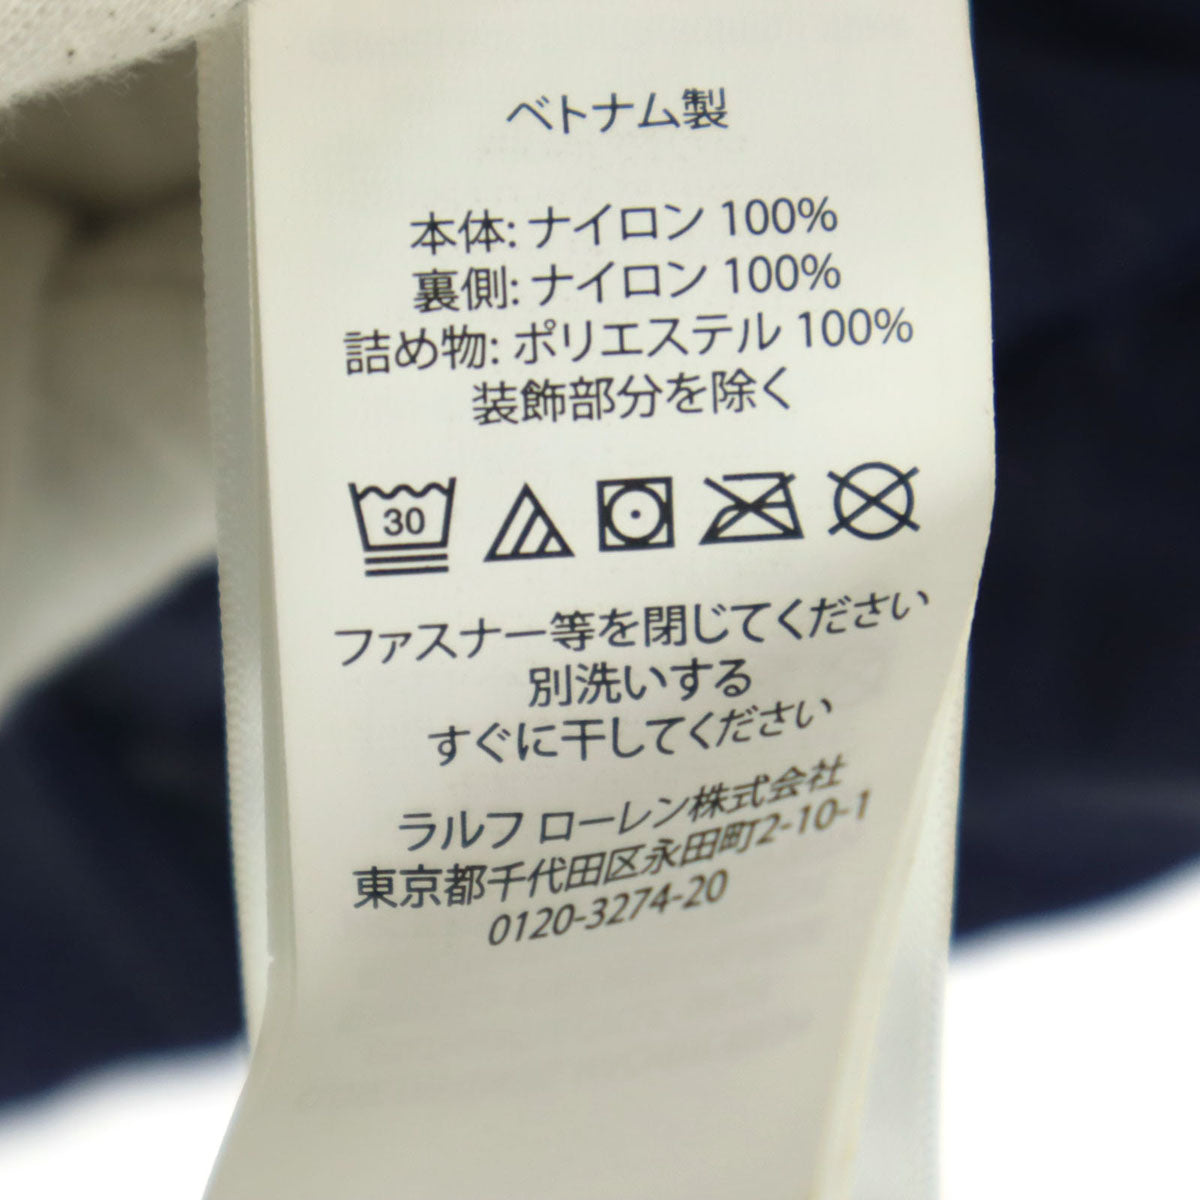 ベトナム製
本体: ナイロン 100%
裏側: ナイロン 100%
詰め物: ポリエステル 100%
装飾部分を除く
30
ファスナー等を閉じてください
別洗いする
すぐに干してください
ラルフ ローレン株式会社
東京都千代田区永田町2-10-1
0120-3274-20